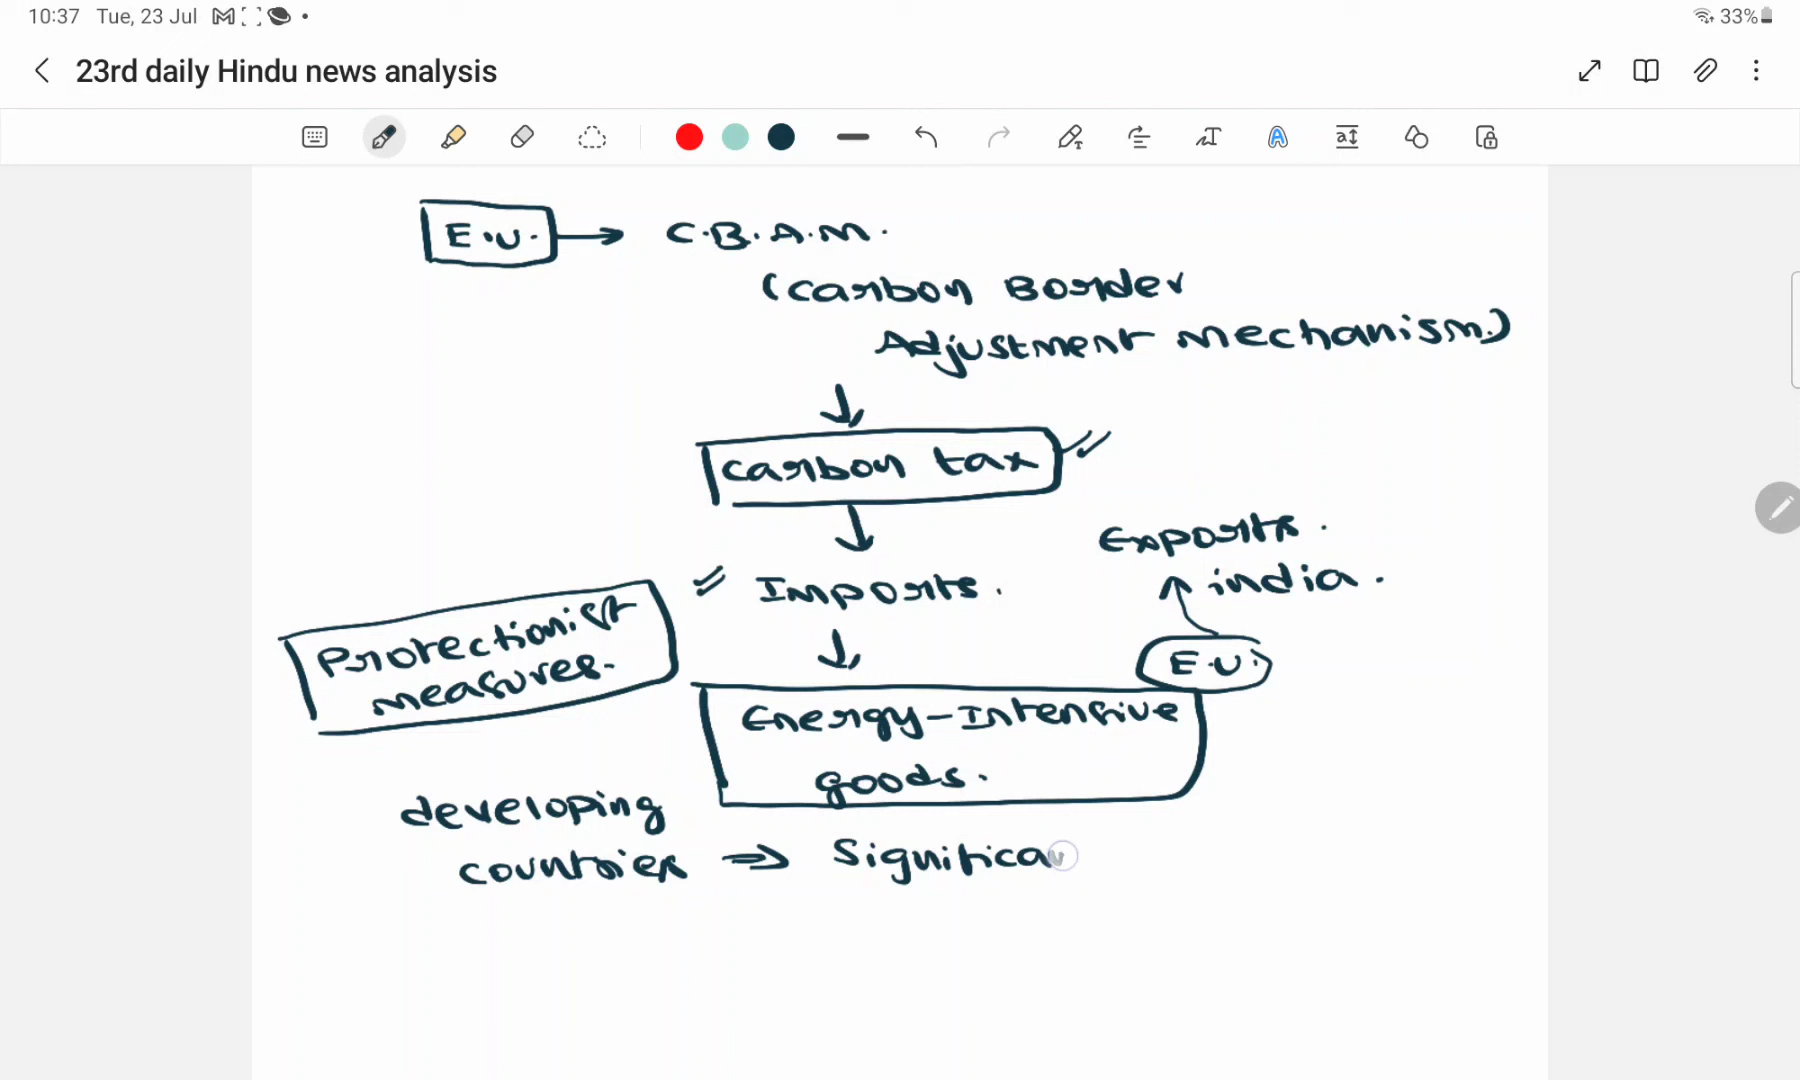 10:37 Tue, 23 Jul
33%
23rd daily Hindu news analysis
E.U. → C.B.A.M.
(Carbon Border
Adjustment Mechanism.)
Carbon tax
Exports.
india.
Imports.
Protectionist
measures.
E.U.
Energy-Intensive
goods.
developing
countries ⇒ Significan